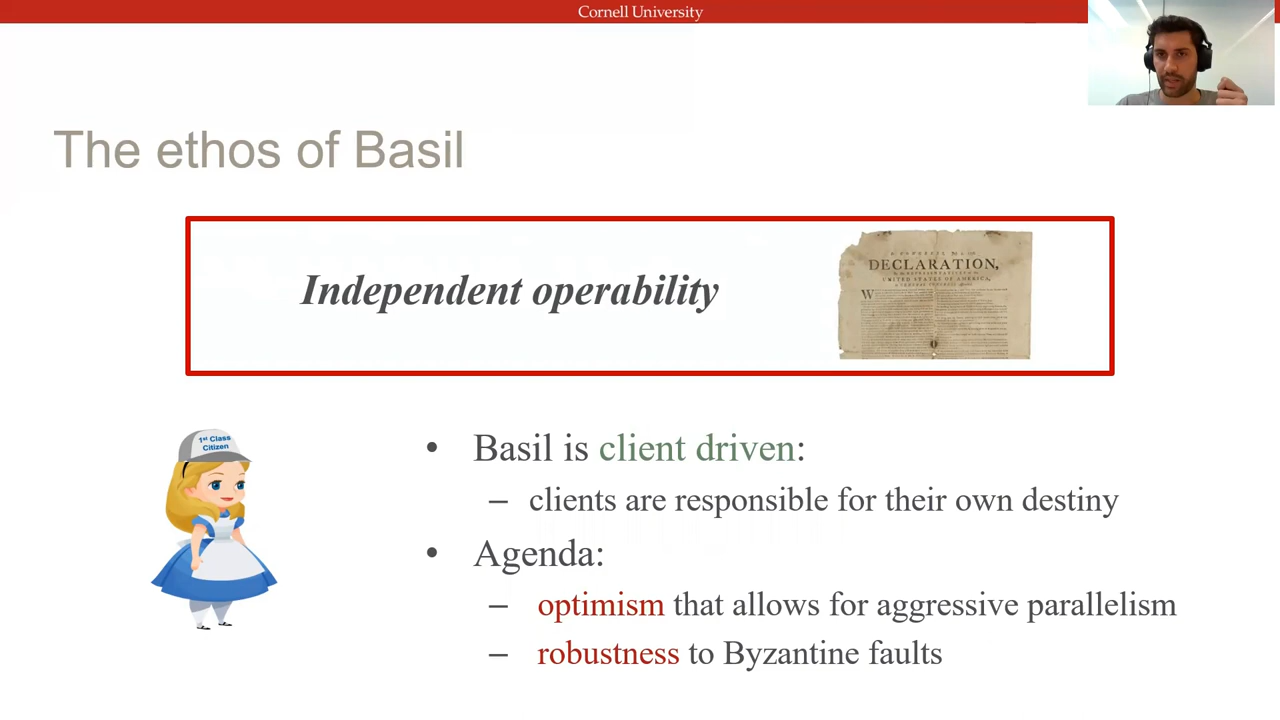 Cornell University
The ethos of Basil
Independent operability
DECLARATION,
UNITED STATES OF AMERICA,
1st Class
Citizen
• Basil is client driven:
– clients are responsible for their own destiny
• Agenda:
– optimism that allows for aggressive parallelism
– robustness to Byzantine faults